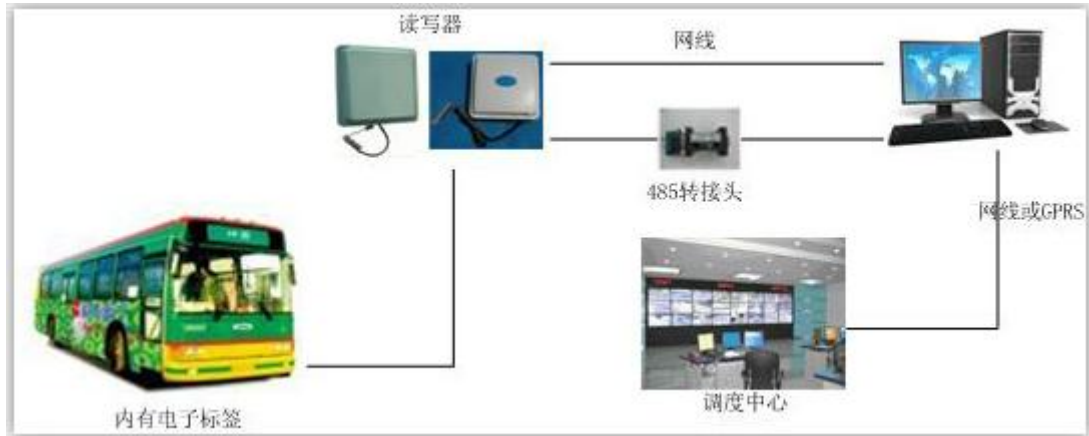 读写器
网线
485转接头
网线或GPRS
内有电子标签
调度中心